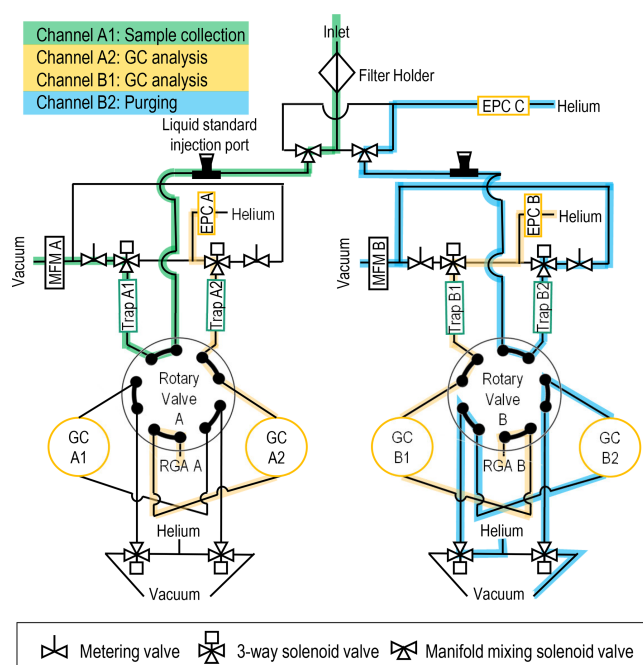 Channel A1: Sample collection
Channel A2: GC analysis
Channel B1: GC analysis
Channel B2: Purging
Inlet
Filter Holder
EPC C
Helium
Liquid standard
injection port
EPC A
Helium
EPC B
Helium
Vacuum
MFM A
Trap A1
Trap A2
Vacuum
MFM B
Trap B1
Trap B2
Rotary
Valve
A
Rotary
Valve
B
GC
A1
GC
A2
GC
B1
GC
B2
RGA A
RGA B
Helium
Helium
Vacuum
Vacuum
Metering valve
3-way solenoid valve
Manifold mixing solenoid valve